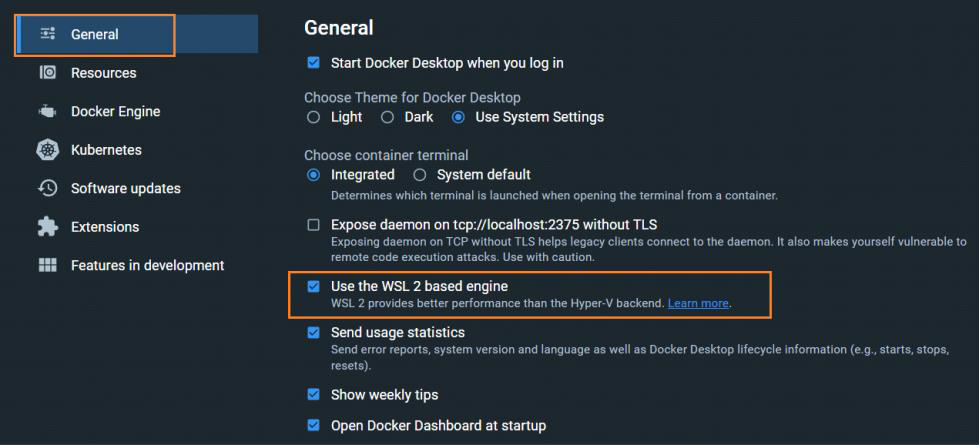 General
Resources
Docker Engine
Kubernetes
Software updates
Extensions
Features in development
General
Start Docker Desktop when you log in
Choose Theme for Docker Desktop
Light Dark Use System Settings
Choose container terminal
Integrated System default
Determines which terminal is launched when opening the terminal from a container.
Expose daemon on tcp://localhost:2375 without TLS
Exposing daemon on TCP without TLS helps legacy clients connect to the daemon. It also makes yourself vulnerable to
remote code execution attacks. Use with caution.
Use the WSL 2 based engine
WSL 2 provides better performance than the Hyper-V backend. Learn more.
Send usage statistics
Send error reports, system version and language as well as Docker Desktop lifecycle information (e.g., starts, stops,
resets).
Show weekly tips
Open Docker Dashboard at startup